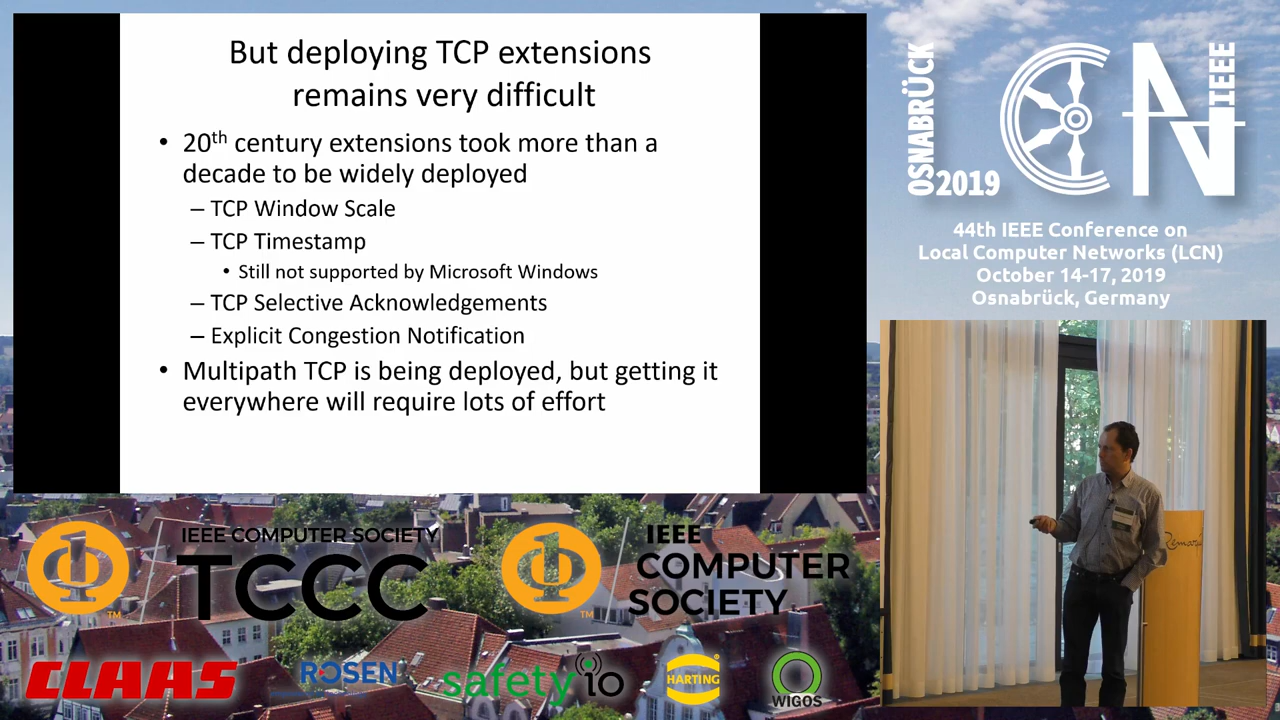 But deploying TCP extensions
remains very difficult
• 20th century extensions took more than a
decade to be widely deployed
– TCP Window Scale
– TCP Timestamp
• Still not supported by Microsoft Windows
– TCP Selective Acknowledgements
– Explicit Congestion Notification
• Multipath TCP is being deployed, but getting it
everywhere will require lots of effort
OSNABRÜCK
2019
LCN
IEEE
44th IEEE Conference on
Local Computer Networks (LCN)
October 14-17, 2019
Osnabrück, Germany
IEEE COMPUTER SOCIETY
TCCC
TM
IEEE
COMPUTER
SOCIETY
TM
CLAAS
ROSEN
safety io
HARTING
WIGOS